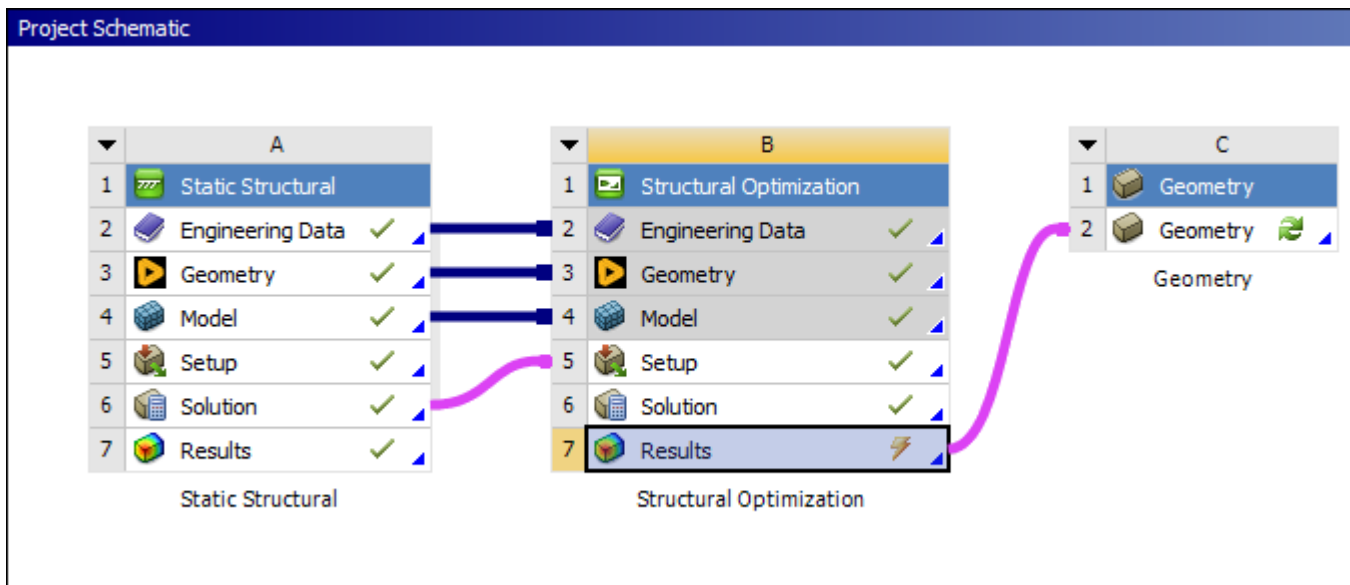 Project Schematic
A
1 Static Structural
2 Engineering Data
3 Geometry
4 Model
5 Setup
6 Solution
7 Results
Static Structural
B
1 Structural Optimization
2 Engineering Data
3 Geometry
4 Model
5 Setup
6 Solution
7 Results
Structural Optimization
C
1 Geometry
2 Geometry
Geometry